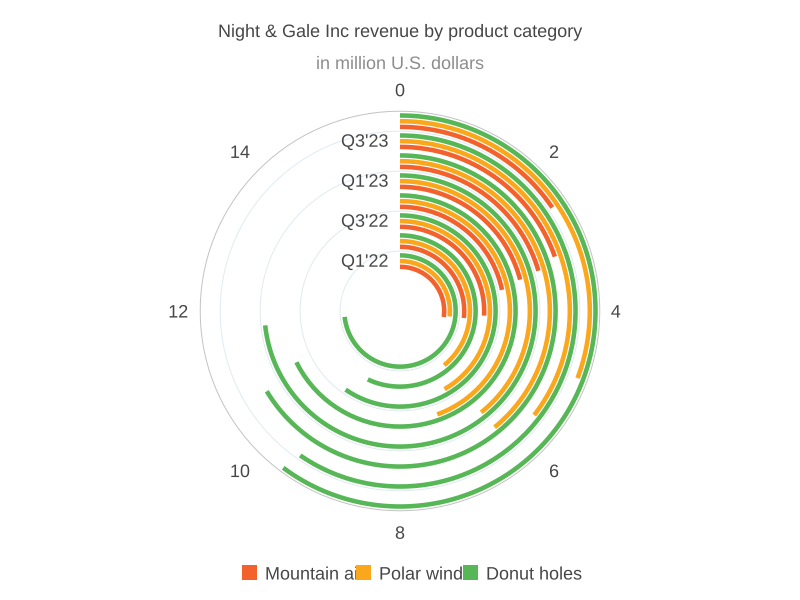 Night & Gale Inc revenue by product category
in million U.S. dollars
0
14
2
Q3'23
Q1'23
Q3'22
Q1'22
12
4
10
6
8
Mountain ai Polar wind Donut holes